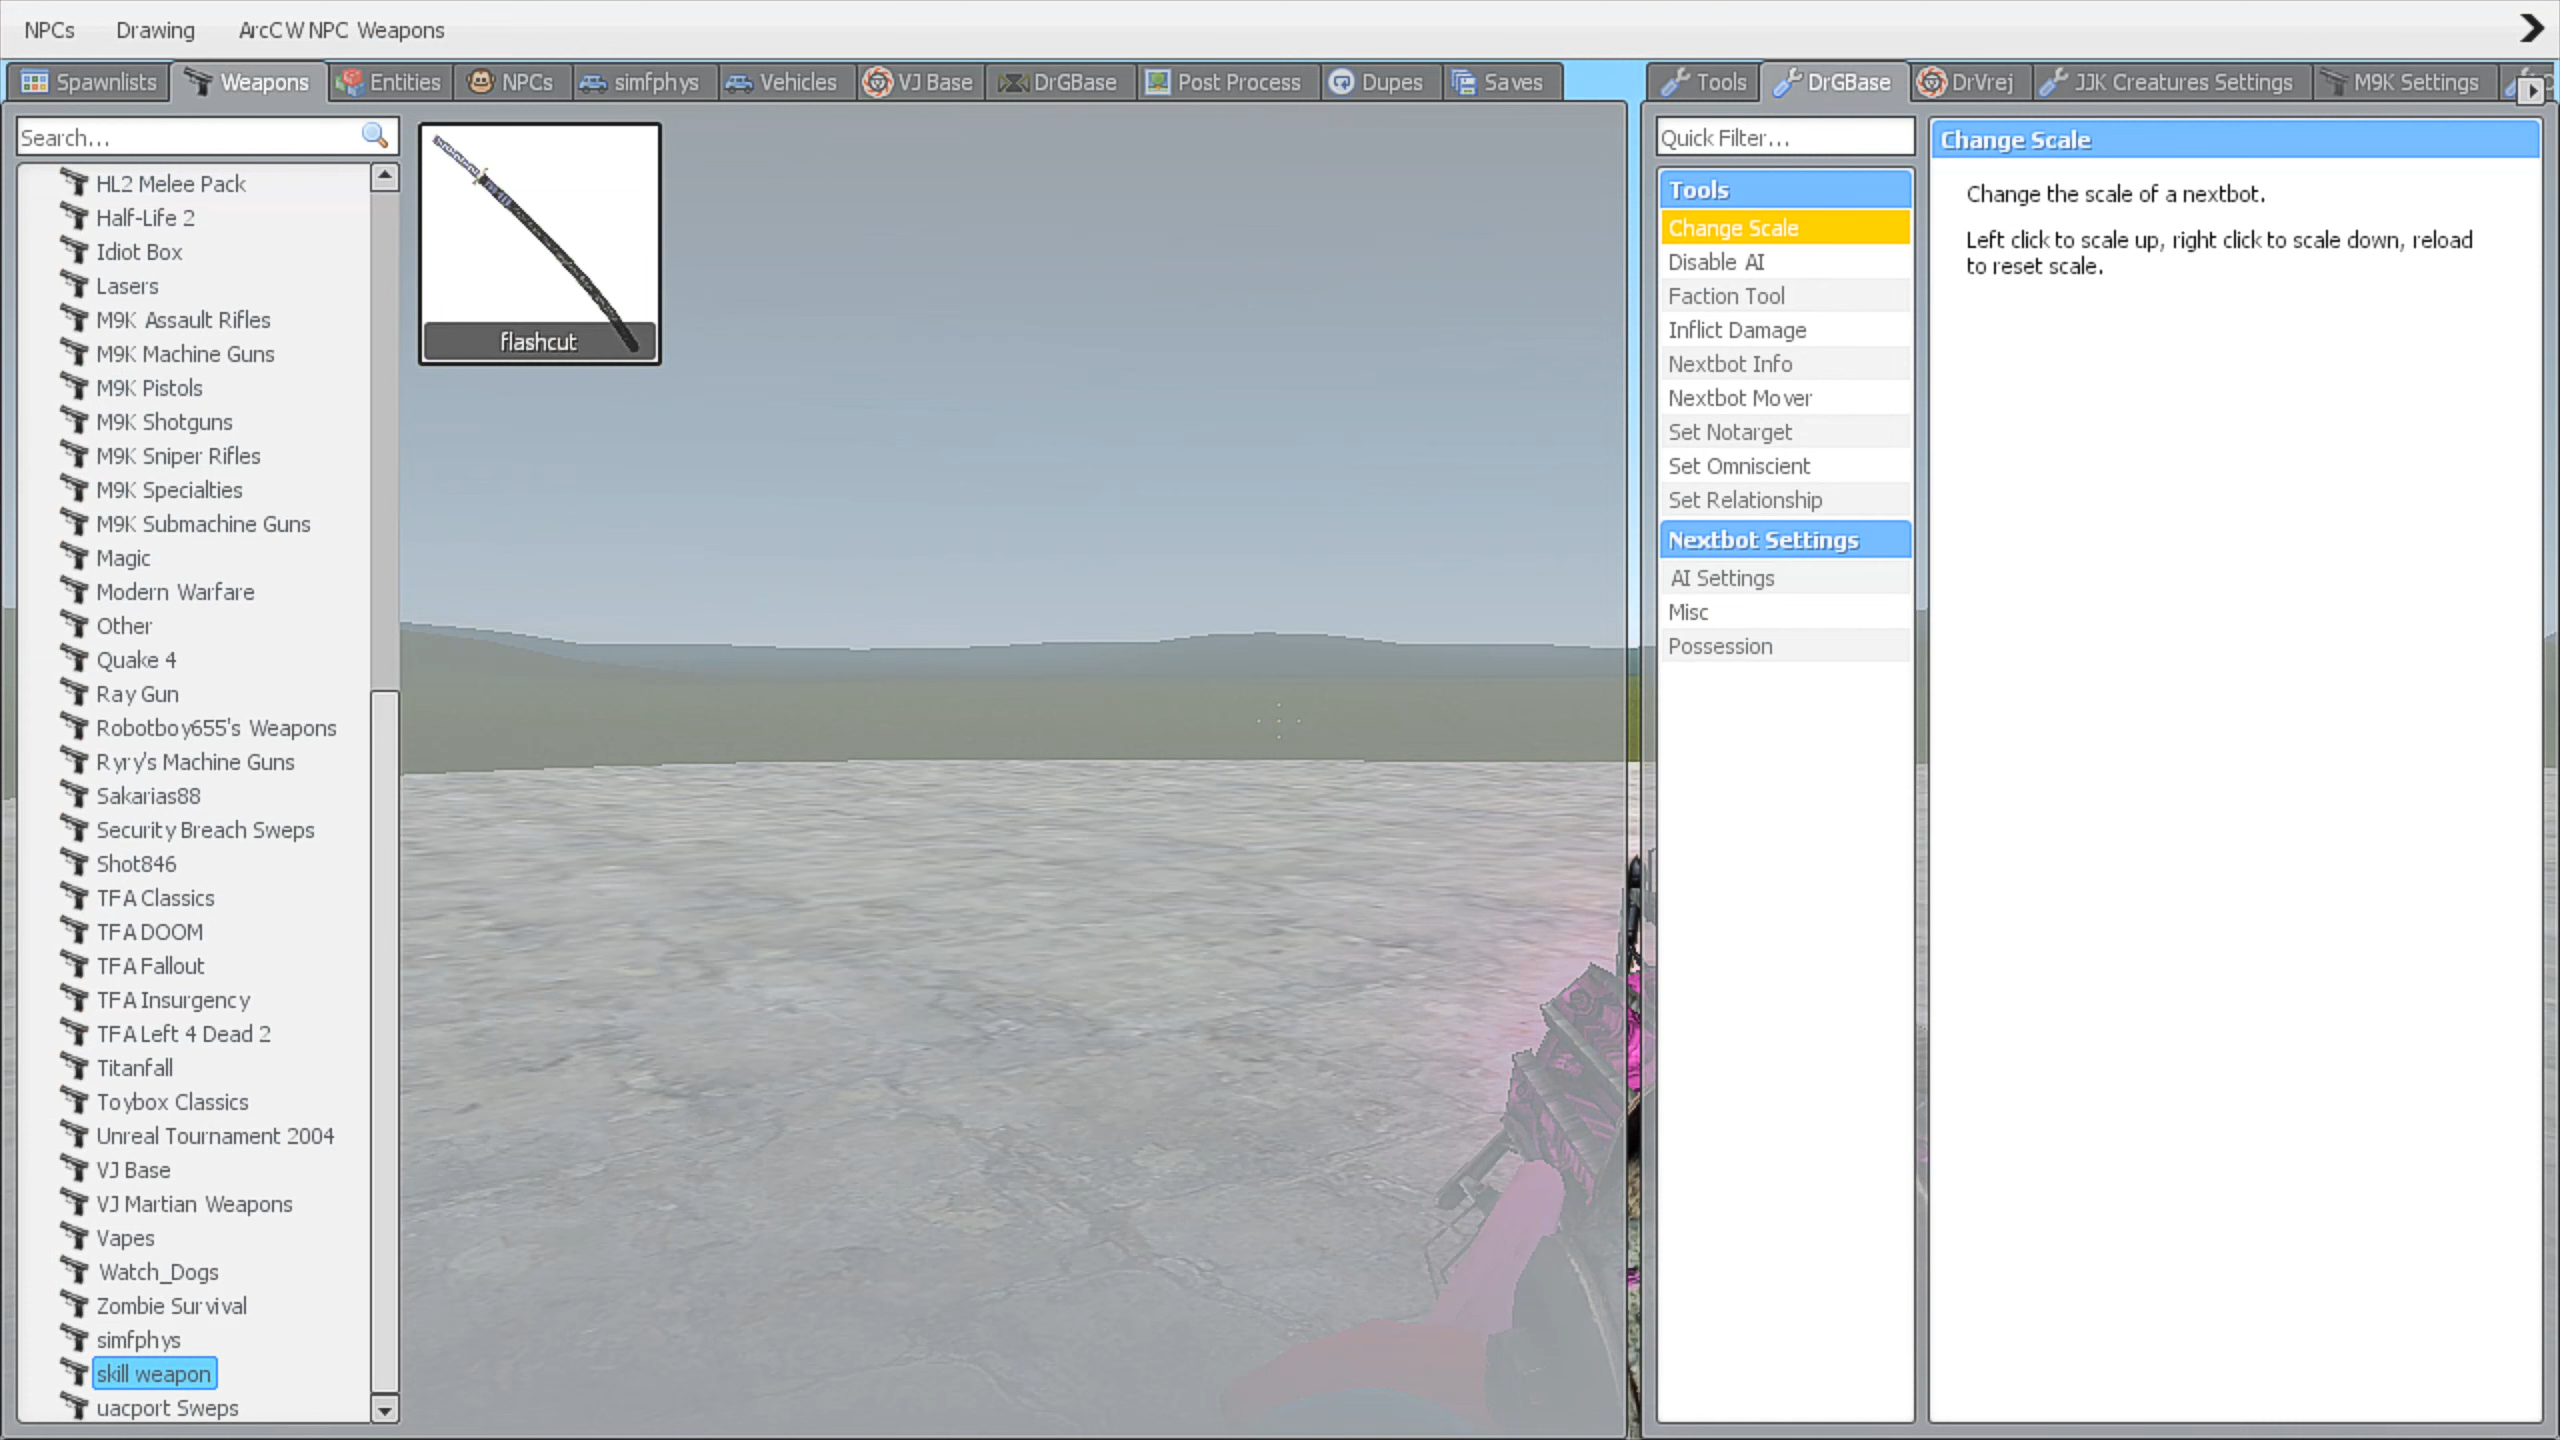 NPCs Drawing ArcCW NPC Weapons
Spawnlists Weapons Entities NPCs simfphys Vehicles VJ Base DrGBase Post Process Dupes Saves
Tools DrGBase DrVrej JJK Creatures Settings M9K Settings
Search...
HL2 Melee Pack
Half-Life 2
Idiot Box
Lasers
M9K Assault Rifles
M9K Machine Guns
M9K Pistols
M9K Shotguns
M9K Sniper Rifles
M9K Specialties
M9K Submachine Guns
Magic
Modern Warfare
Other
Quake 4
Ray Gun
Robotboy655's Weapons
Ryry's Machine Guns
Sakarias88
Security Breach Sweps
Shot846
TFA Classics
TFA DOOM
TFA Fallout
TFA Insurgency
TFA Left 4 Dead 2
Titanfall
Toybox Classics
Unreal Tournament 2004
VJ Base
VJ Martian Weapons
Vapes
Watch_Dogs
Zombie Survival
simfphys
skill weapon
uacport Sweps
flashcut
Quick Filter...
Tools
Change Scale
Disable AI
Faction Tool
Inflict Damage
Nextbot Info
Nextbot Mover
Set Notarget
Set Omniscient
Set Relationship
Nextbot Settings
AI Settings
Misc
Possession
Change Scale
Change the scale of a nextbot.
Left click to scale up, right click to scale down, reload
to reset scale.